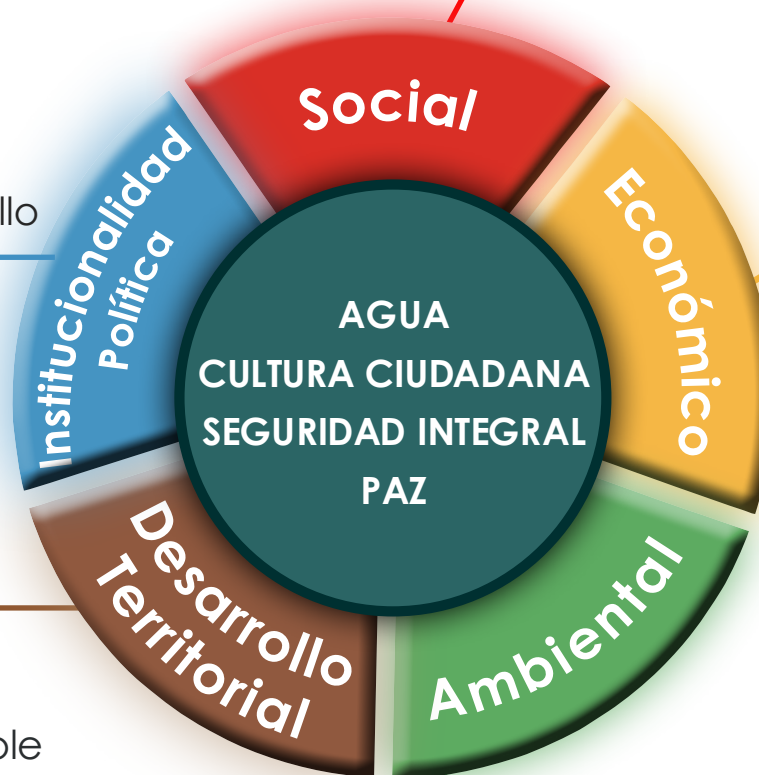 Social
Económico
Ambiental
Desarrollo
Territorial
Institucionalidad
Política
AGUA
CULTURA CIUDADANA
SEGURIDAD INTEGRAL
PAZ